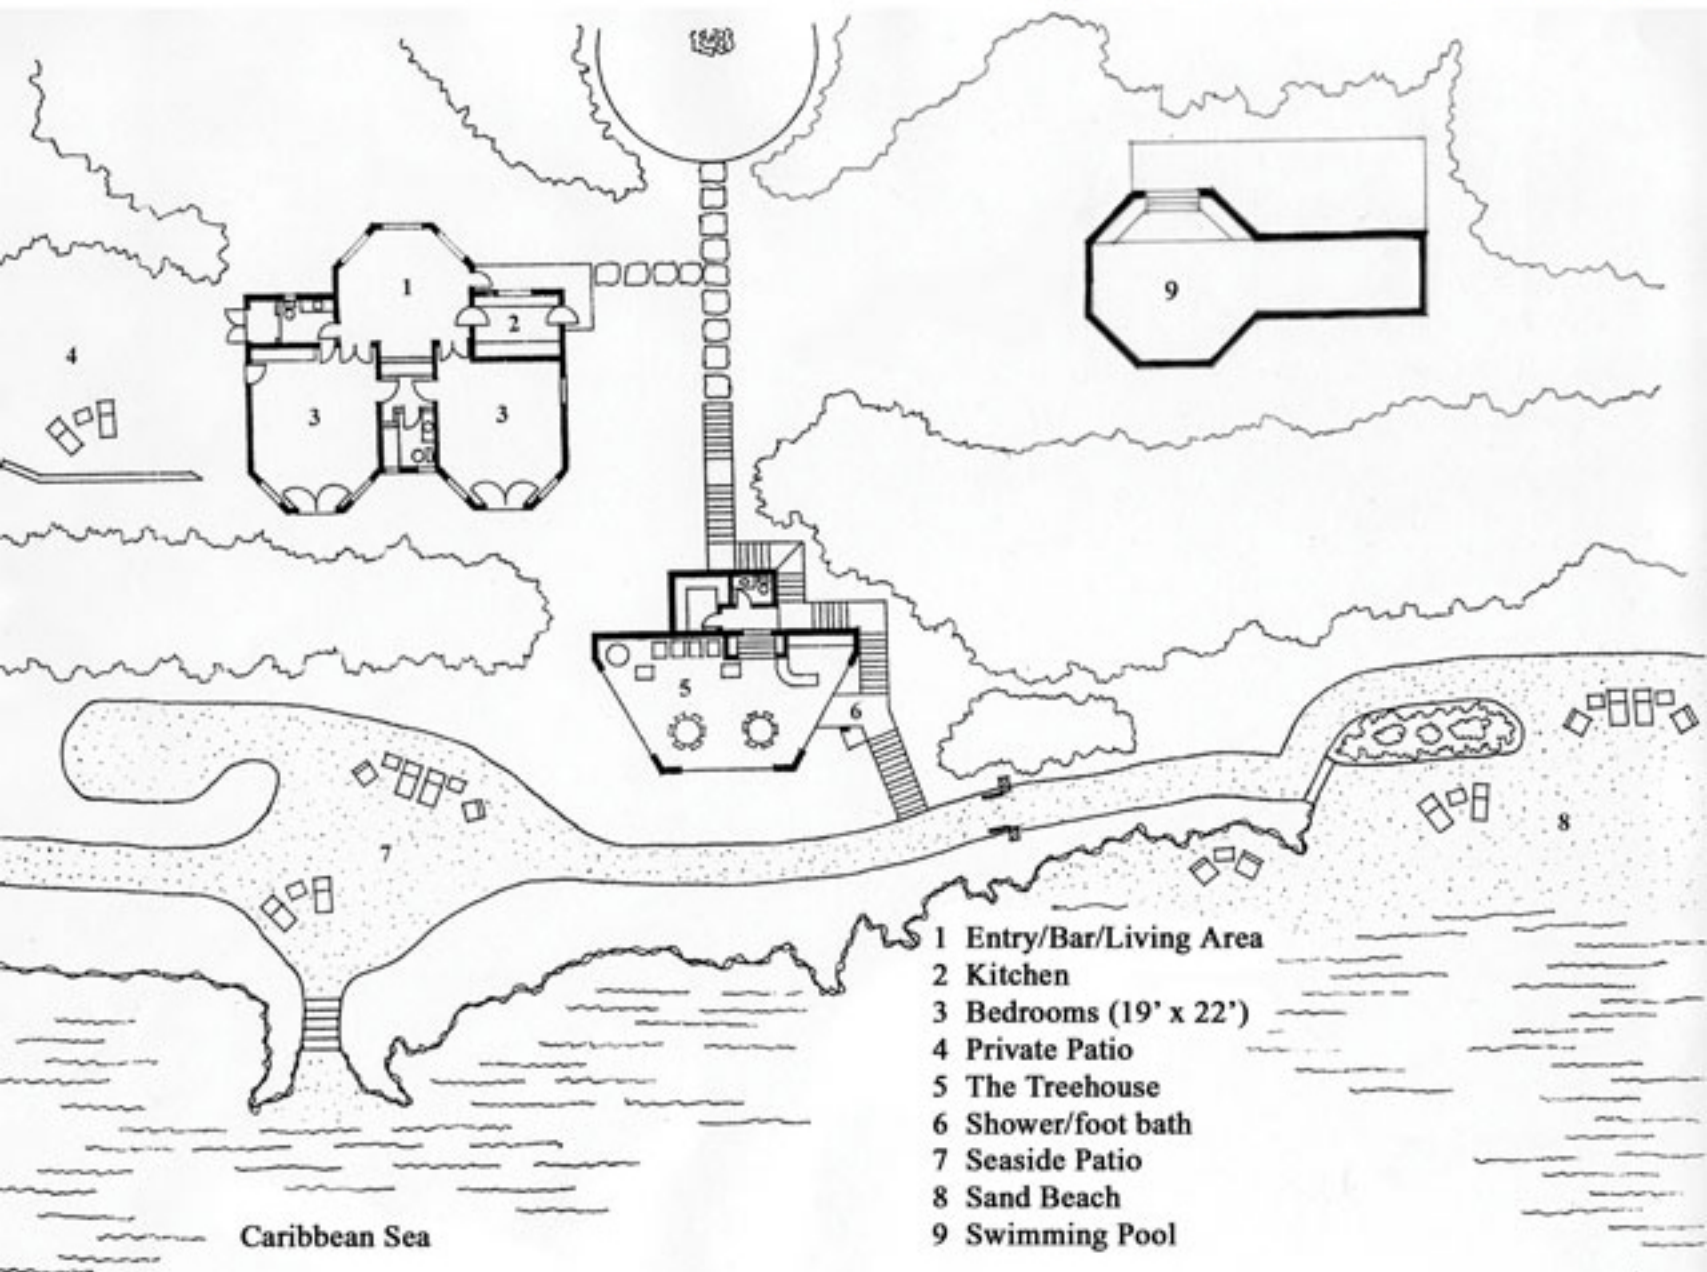 1
2
3
3
4
9
5
6
7
8
1 Entry/Bar/Living Area
2 Kitchen
3 Bedrooms (19’ x 22’)
4 Private Patio
5 The Treehouse
6 Shower/foot bath
7 Seaside Patio
8 Sand Beach
9 Swimming Pool
Caribbean Sea